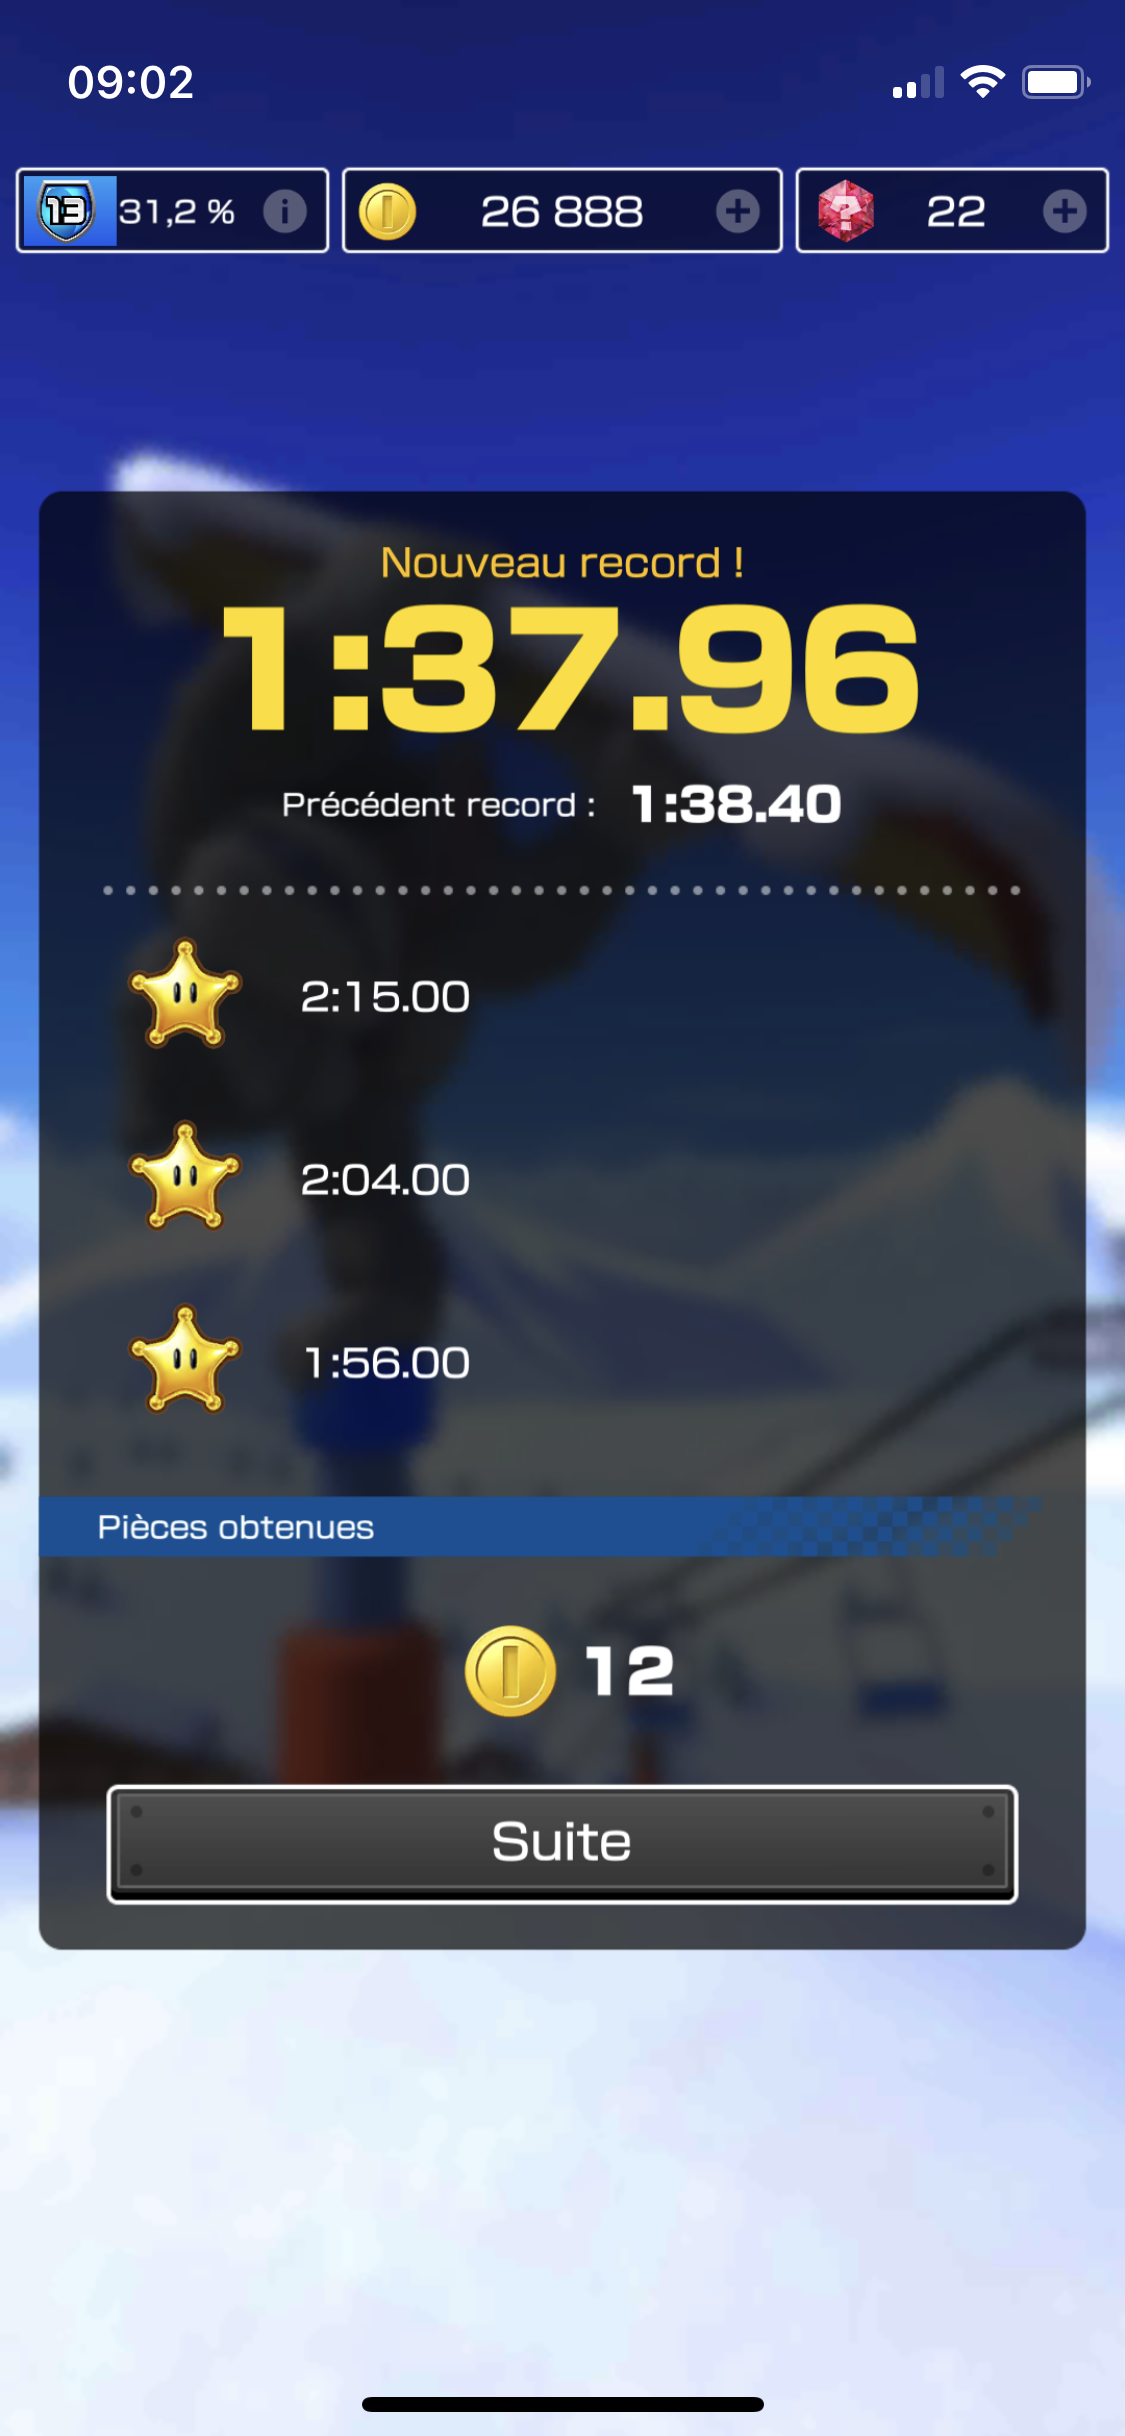 09:02
13 31,2 % i 26 888 + ? 22 +
Nouveau record !
1:37.96
Précédent record : 1:38.40
2:15.00
2:04.00
1:56.00
Pièces obtenues
12
Suite